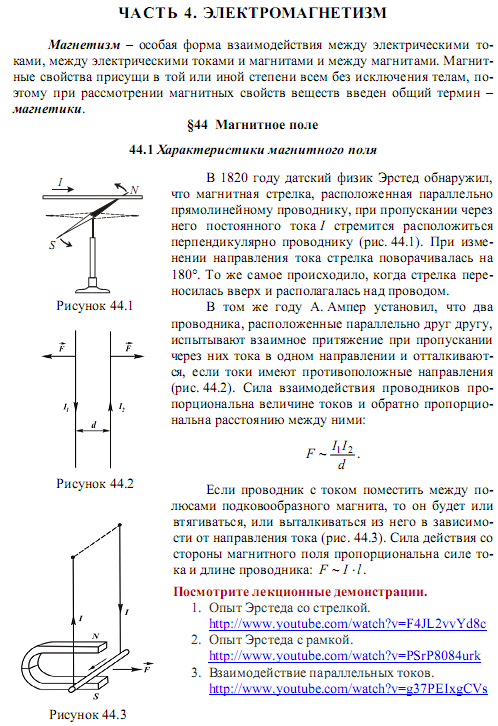 ЧАСТЬ 4. ЭЛЕКТРОМАГНЕТИЗМ
Магнетизм – особая форма взаимодействия между электрическими то-
ками, между электрическими токами и магнитами и между магнитами. Магнит-
ные свойства присущи в той или иной степени всем без исключения телам, по-
этому при рассмотрении магнитных свойств веществ введен общий термин –
магнетики.
§44 Магнитное поле
44.1 Характеристики магнитного поля
I
N
S
Рисунок 44.1
В 1820 году датский физик Эрстед обнаружил,
что магнитная стрелка, расположенная параллельно
прямолинейному проводнику, при пропускании через
него постоянного тока I стремится расположиться
перпендикулярно проводнику (рис. 44.1). При изме-
нении направления тока стрелка поворачивалась на
180°. То же самое происходило, когда стрелка пере-
носилась вверх и располагалась над проводом.
F F
I₁ I₂
d
Рисунок 44.2
В том же году А. Ампер установил, что два
проводника, расположенные параллельно друг другу,
испытывают взаимное притяжение при пропускании
через них тока в одном направлении и отталкивают-
ся, если токи имеют противоположные направления
(рис. 44.2). Сила взаимодействия проводников про-
порциональна величине токов и обратно пропорцио-
нальна расстоянию между ними:
F ~ I₁I₂/d .
Если проводник с током поместить между по-
люсами подковообразного магнита, то он будет или
втягиваться, или выталкиваться из него в зависимо-
сти от направления тока (рис. 44.3). Сила действия со
стороны магнитного поля пропорциональна силе то-
ка и длине проводника: F ~ I · l .
I I
N
S
F
Рисунок 44.3
Посмотрите лекционные демонстрации.
1. Опыт Эрстеда со стрелкой.
http://www.youtube.com/watch?v=F4JL2vvYd8c
2. Опыт Эрстеда с рамкой.
http://www.youtube.com/watch?v=PSrP8084urk
3. Взаимодействие параллельных токов.
http://www.youtube.com/watch?v=g37PEIxgCVs